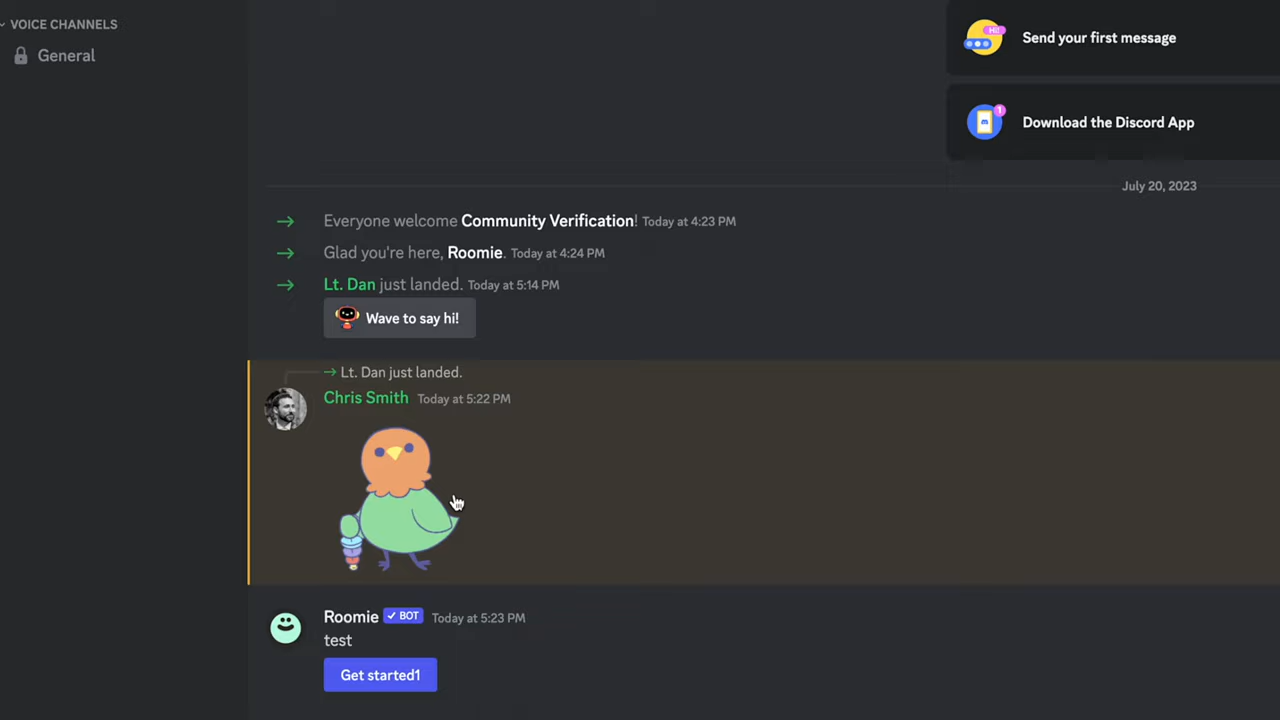 VOICE CHANNELS
General
Send your first message
Download the Discord App
July 20, 2023
Everyone welcome Community Verification! Today at 4:23 PM
Glad you're here, Roomie. Today at 4:24 PM
Lt. Dan just landed. Today at 5:14 PM
Wave to say hi!
Lt. Dan just landed.
Chris Smith Today at 5:22 PM
Roomie BOT Today at 5:23 PM
test
Get started1